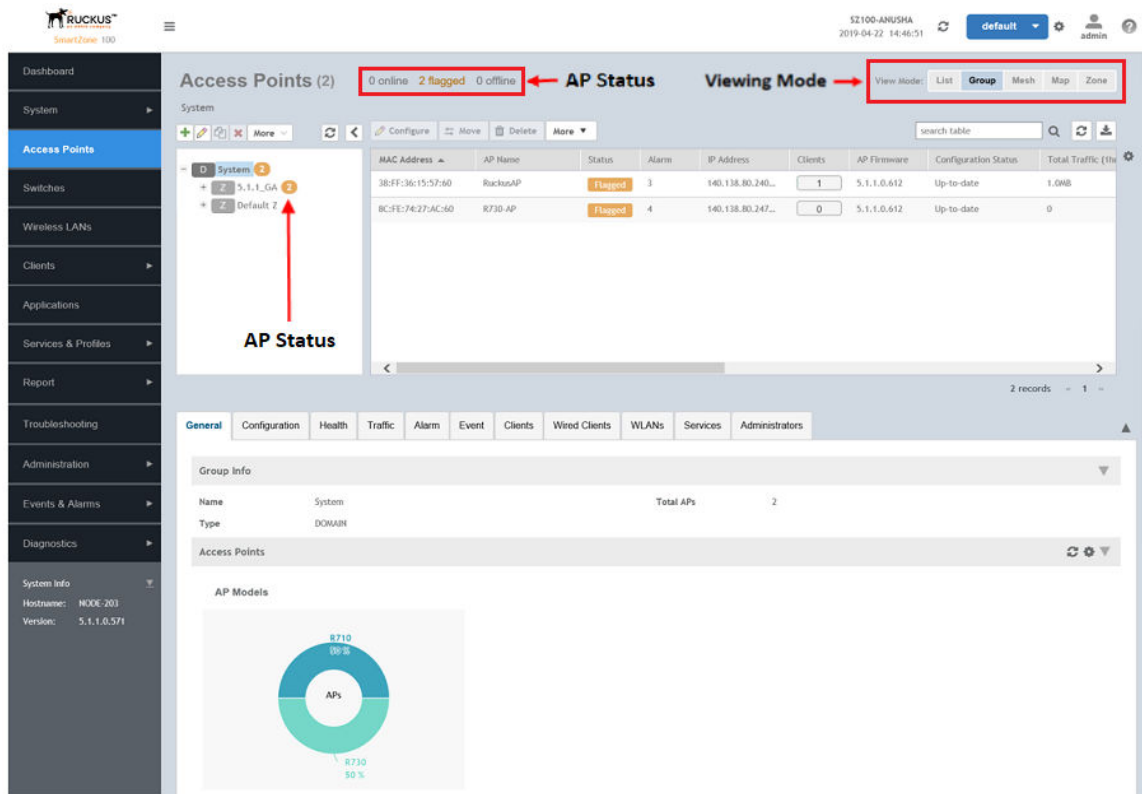 RUCKUS™
SmartZone 100
SZ100-ANUSHA
2019-04-22 14:46:51
default
admin
Dashboard
System
Access Points
Switches
Wireless LANs
Clients
Applications
Services & Profiles
Report
Troubleshooting
Administration
Events & Alarms
Diagnostics
System Info
Hostname: NODE-203
Version: 5.1.1.0.571
Access Points (2)
0 online 2 flagged 0 offline
AP Status
Viewing Mode
View Mode: List Group Mesh Map Zone
System
More
Configure Move Delete More
search table
D System 2
Z 5.1.1_GA 2
Z Default Z
AP Status
MAC Address AP Name Status Alarm IP Address Clients AP Firmware Configuration Status Total Traffic (
38:FF:36:15:57:60 RuckusAP Flagged 3 140.138.80.240... 1 5.1.1.0.612 Up-to-date 1.0MB
BC:FE:74:27:AC:60 R730-AP Flagged 4 140.138.80.247... 0 5.1.1.0.612 Up-to-date 0
2 records 1
General Configuration Health Traffic Alarm Event Clients Wired Clients WLANs Services Administrators
Group Info
Name System Total APs 2
Type DOMAIN
Access Points
AP Models
R710
APs
R730
50 %